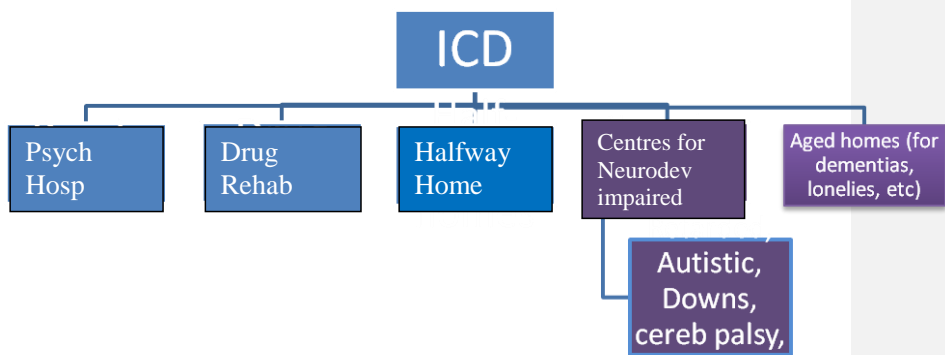 ICD
Psych
Hosp
Drug
Rehab
Halfway
Home
Centres for
Neurodev
impaired
Aged homes (for
dementias,
lonelies, etc)
Autistic,
Downs,
cereb palsy,